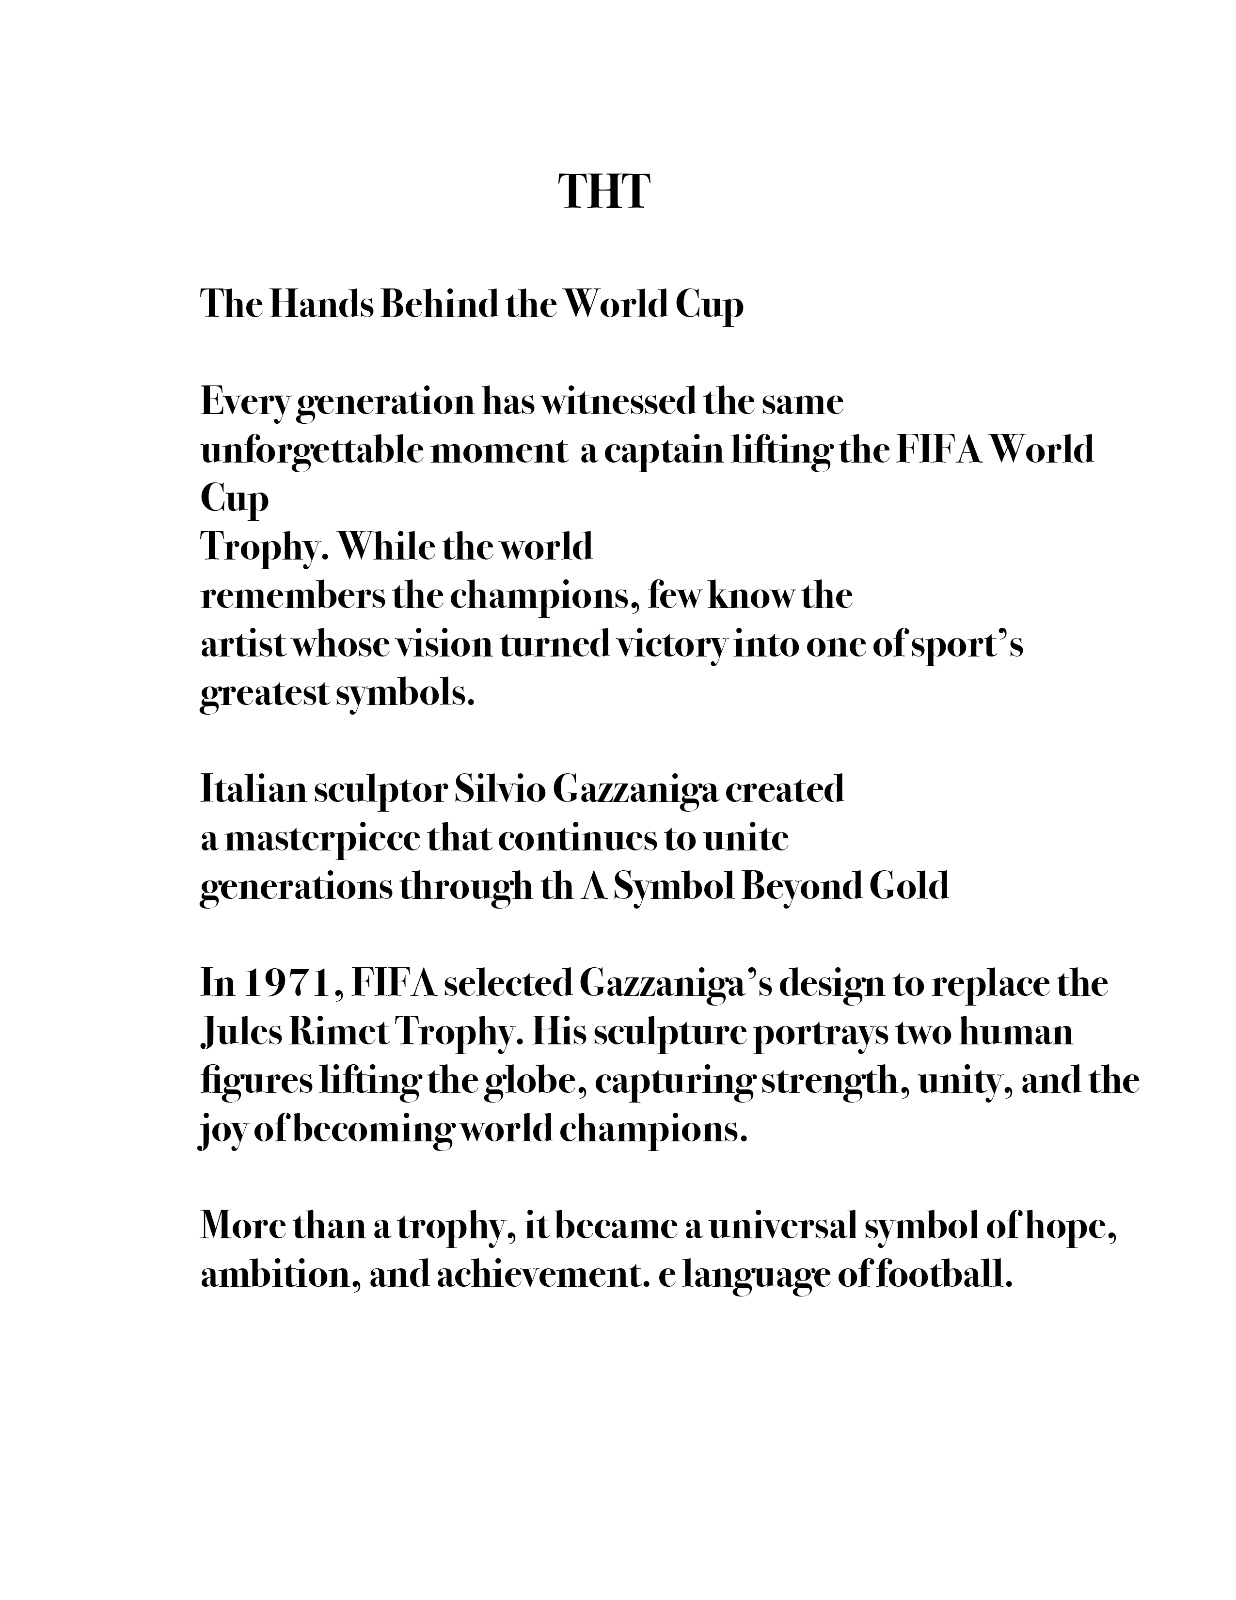 THT
The Hands Behind the World Cup
Every generation has witnessed the same
unforgettable moment  a captain lifting the FIFA World
Cup
Trophy. While the world
remembers the champions, few know the
artist whose vision turned victory into one of sport’s
greatest symbols.
Italian sculptor Silvio Gazzaniga created
a masterpiece that continues to unite
generations through th A Symbol Beyond Gold
In 1971, FIFA selected Gazzaniga’s design to replace the
Jules Rimet Trophy. His sculpture portrays two human
figures lifting the globe, capturing strength, unity, and the
joy of becoming world champions.
More than a trophy, it became a universal symbol of hope,
ambition, and achievement. e language of football.